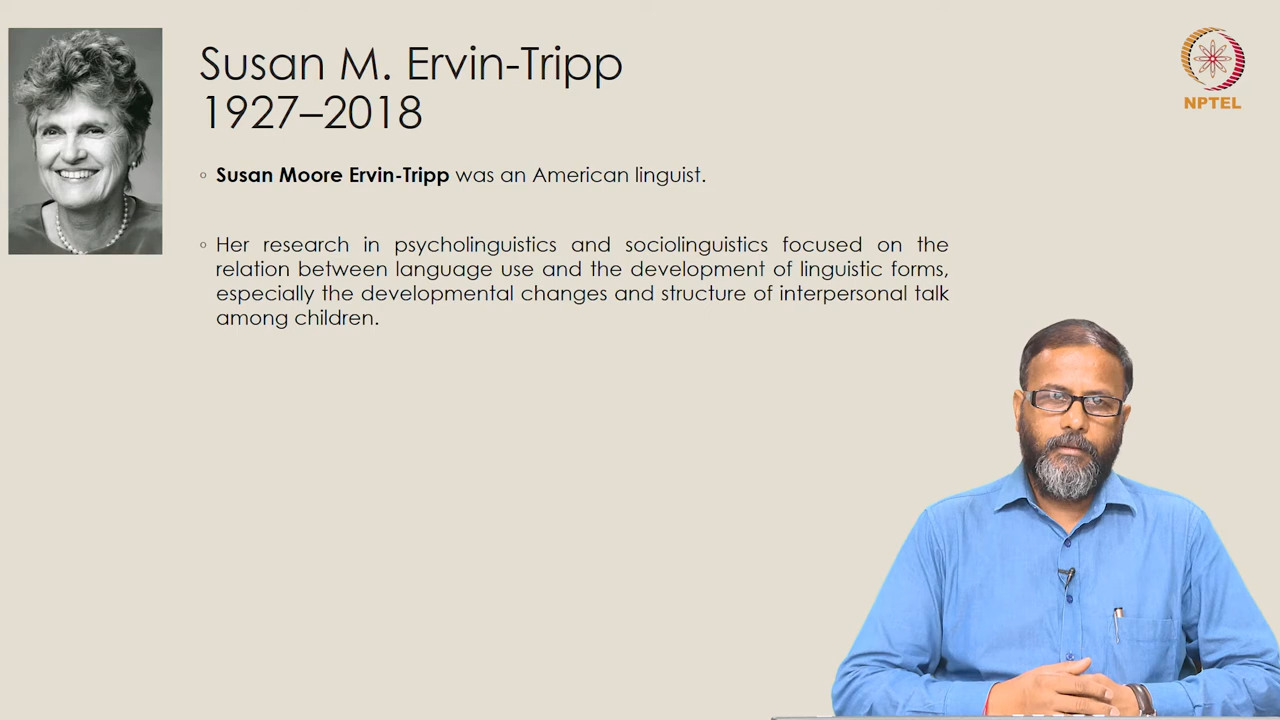 Susan M. Ervin-Tripp
1927–2018
NPTEL
◦ Susan Moore Ervin-Tripp was an American linguist.
◦ Her research in psycholinguistics and sociolinguistics focused on the
relation between language use and the development of linguistic forms,
especially the developmental changes and structure of interpersonal talk
among children.